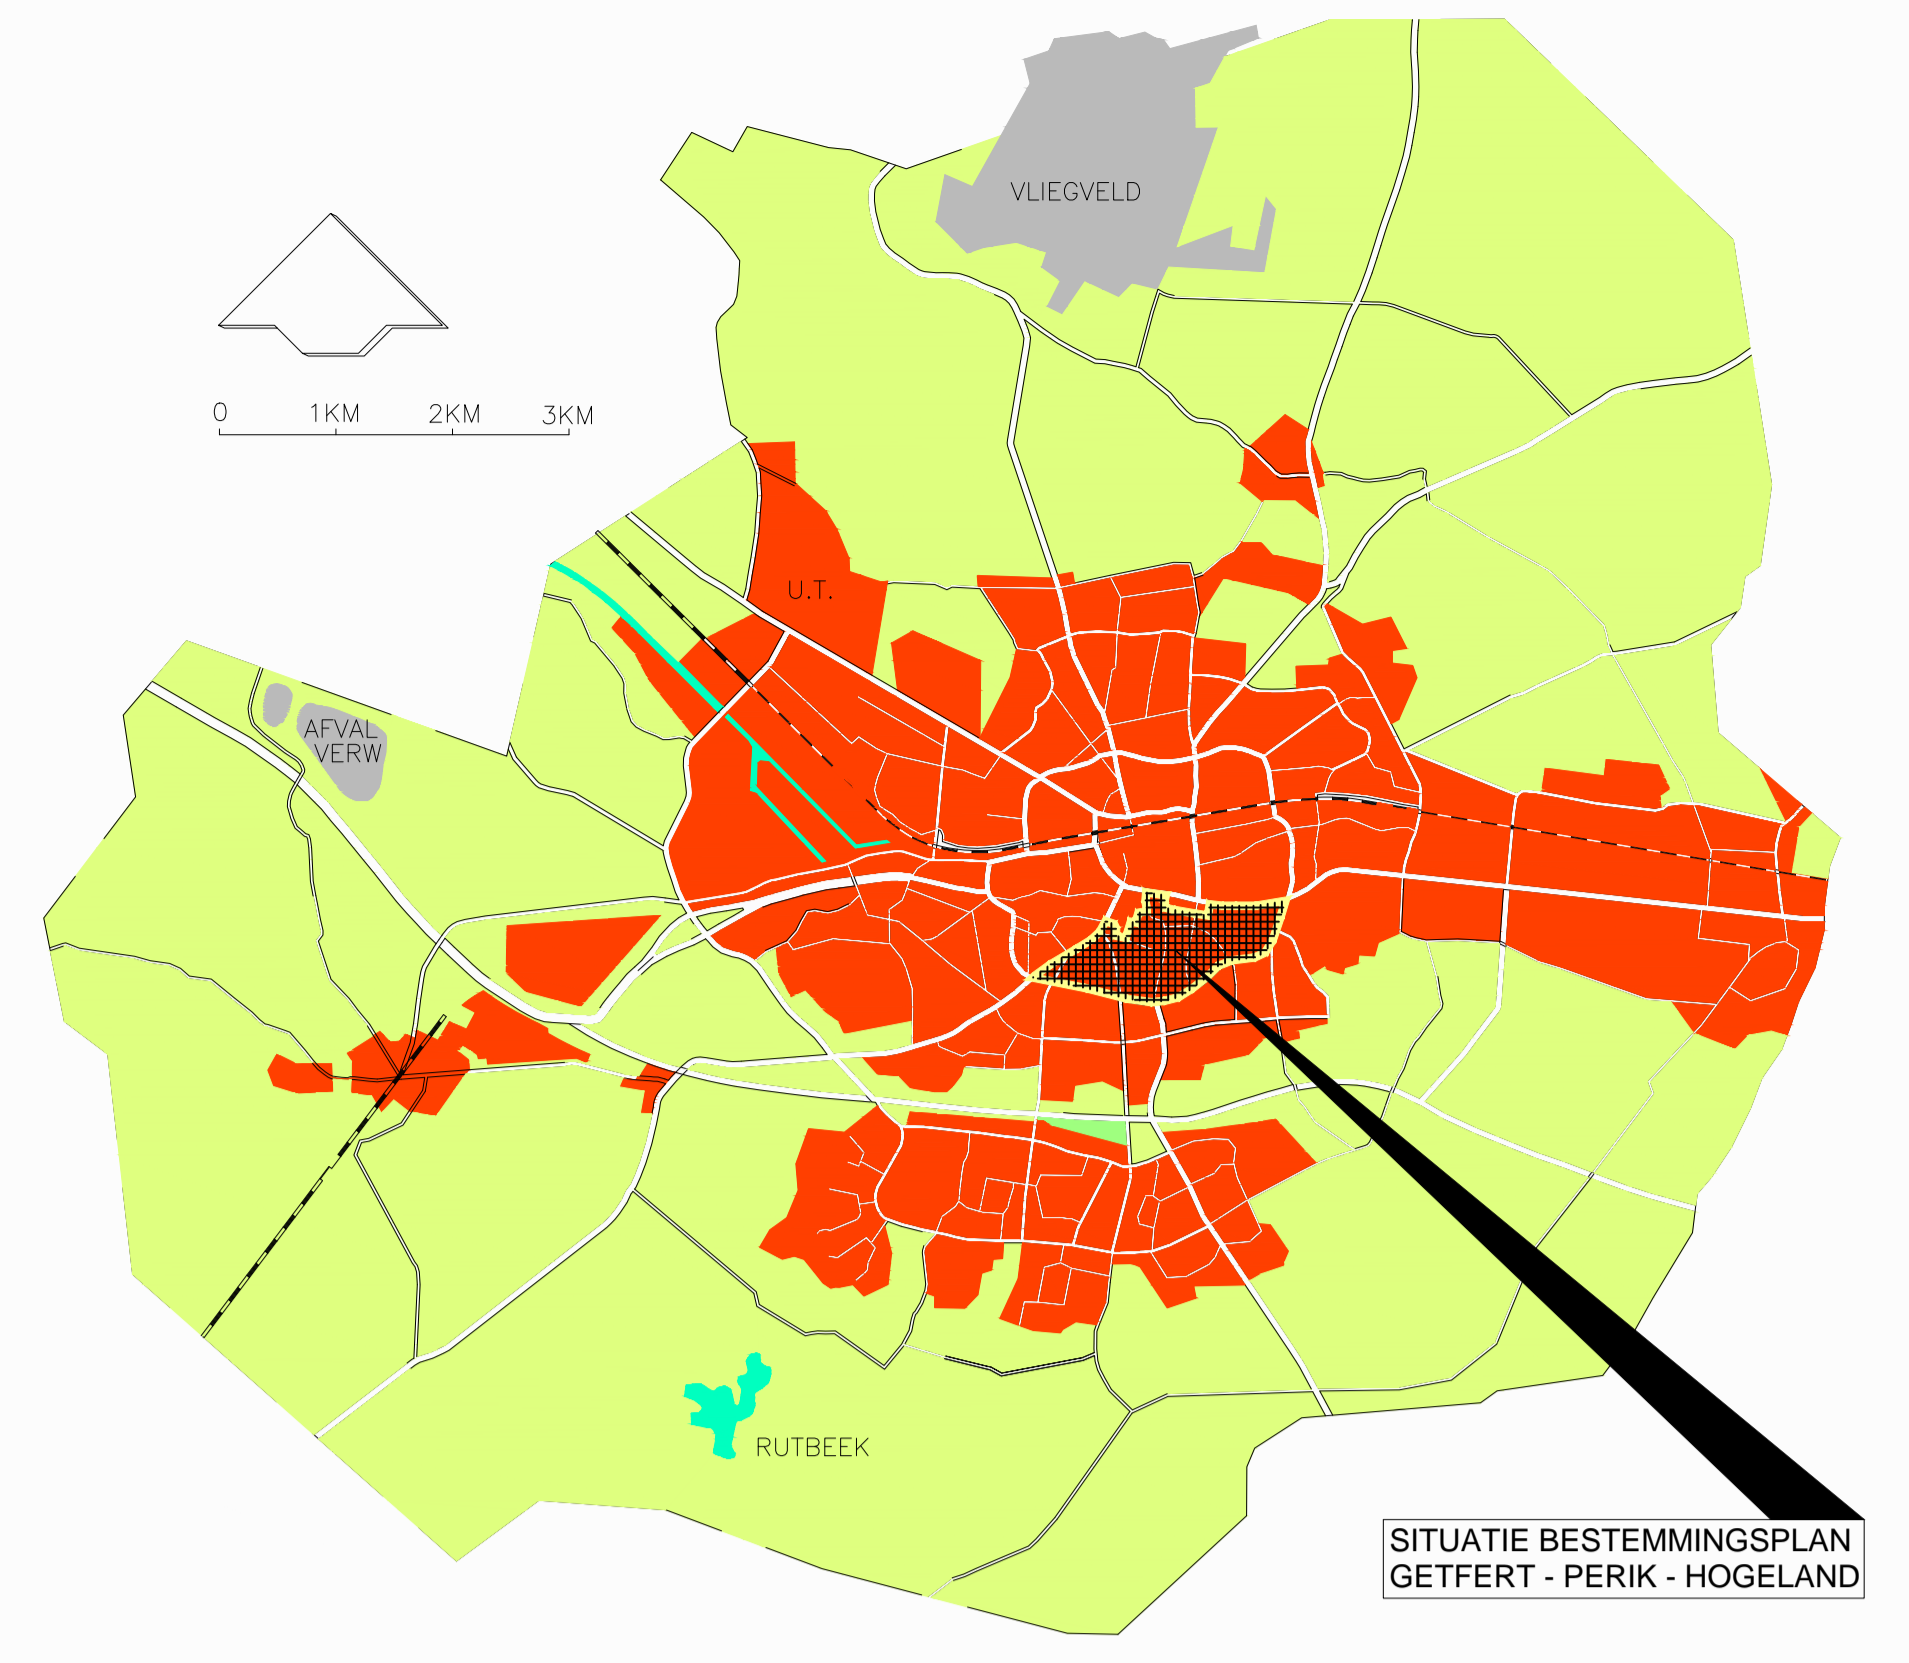 VLIEGVELD
0 1KM 2KM 3KM
U.T.
AFVAL
VERW
RUTBEEK
SITUATIE BESTEMMINGSPLAN
GETFERT - PERIK - HOGELAND